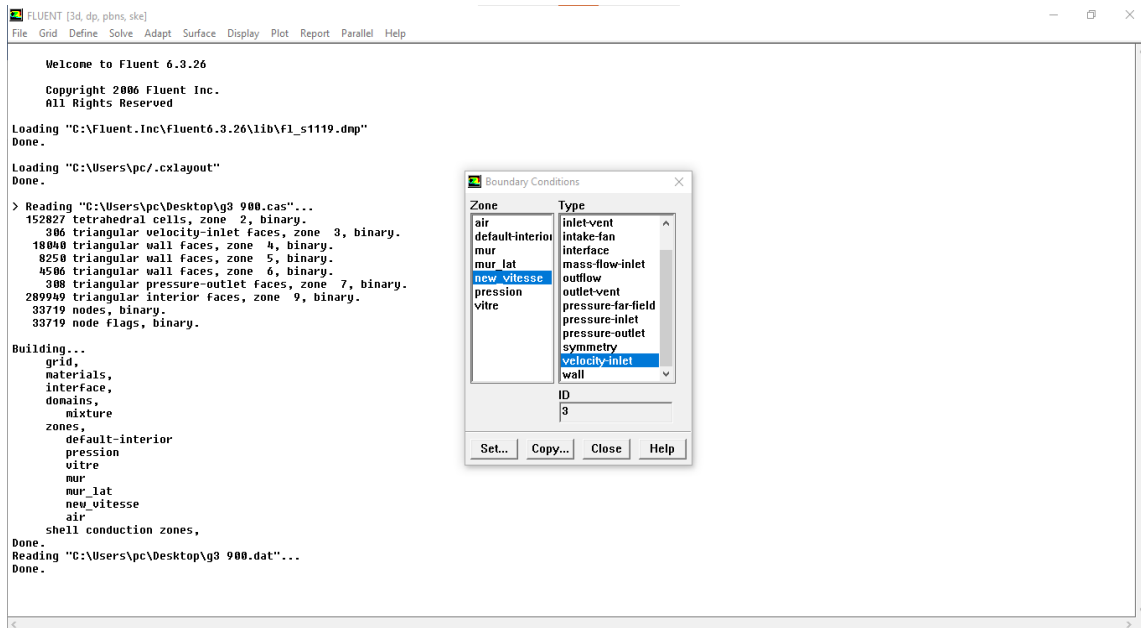 FLUENT [3d, dp, pbns, ske]
File Grid Define Solve Adapt Surface Display Plot Report Parallel Help
Welcome to Fluent 6.3.26
Copyright 2006 Fluent Inc.
All Rights Reserved
Loading "C:\Fluent.Inc\fluent6.3.26\lib\fl_s1119.dmp"
Done.
Loading "C:\Users\pc/.cxlayout"
Done.
> Reading "C:\Users\pc\Desktop\g3 900.cas"...
152827 tetrahedral cells, zone 2, binary.
306 triangular velocity-inlet faces, zone 3, binary.
18040 triangular wall faces, zone 4, binary.
8250 triangular wall faces, zone 5, binary.
4506 triangular wall faces, zone 6, binary.
308 triangular pressure-outlet faces, zone 7, binary.
289949 triangular interior faces, zone 9, binary.
33719 nodes, binary.
33719 node flags, binary.
Building...
grid,
materials,
interface,
domains,
mixture
zones,
default-interior
pression
vitre
mur
mur_lat
new_vitesse
air
shell conduction zones,
Done.
Reading "C:\Users\pc\Desktop\g3 900.dat"...
Done.
Boundary Conditions
Zone
air
default-interior
mur
mur_lat
new_vitesse
pression
vitre
Type
inlet-vent
intake-fan
interface
mass-flow-inlet
outflow
outlet-vent
pressure-far-field
pressure-inlet
pressure-outlet
symmetry
velocity-inlet
wall
ID
3
Set... Copy... Close Help